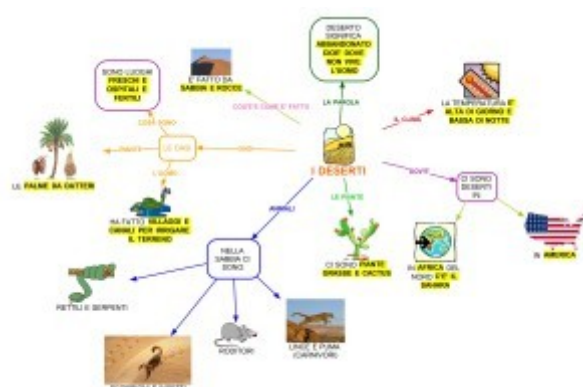 DESERTO
SIGNIFICA
ABBANDONATO
CIOE' DOVE
NON VIVE
L'UOMO
LA PAROLA
SONO LUOGHI
FRESCHI E
OSPITALI E
FERTILI
E' FATTO DA
SABBIA E ROCCE
COS'E' COME E' FATTO
IL CLIMA
LA TEMPERATURA E'
ALTA DI GIORNO E
BASSA DI NOTTE
COSA SONO
LE OASI
OASI
PIANTE
LE PALME DA DATTERI
L'UOMO
HA FATTO VILLAGGI E
CANALI PER IRRIGARE
IL TERRENO
I DESERTI
DOVE
CI SONO
DESERTI
IN AFRICA DEL
NORD C'E' IL
SAHARA
IN AMERICA
LE PIANTE
CI SONO PIANTE
GRASSE E CACTUS
ANIMALI
NELLA
SABBIA CI
SONO
RETTILI E SERPENTI
RODITORI
LINCE E PUMA
(CARNIVORI)